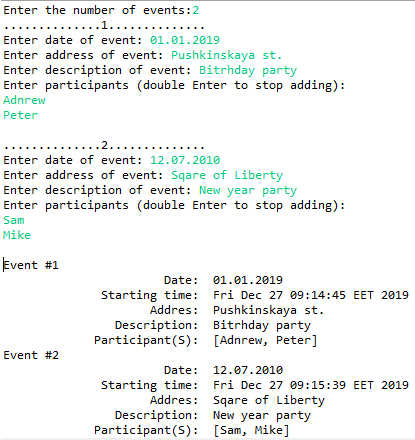 Enter the number of events:2
..............1..............
Enter date of event: 01.01.2019
Enter address of event: Pushkinskaya st.
Enter description of event: Bitrhday party
Enter participants (double Enter to stop adding):
Adnrew
Peter
..............2..............
Enter date of event: 12.07.2010
Enter address of event: Sqare of Liberty
Enter description of event: New year party
Enter participants (double Enter to stop adding):
Sam
Mike
Event #1
Date: 01.01.2019
Starting time: Fri Dec 27 09:14:45 EET 2019
Addres: Pushkinskaya st.
Description: Bitrhday party
Participant(S): [Adnrew, Peter]
Event #2
Date: 12.07.2010
Starting time: Fri Dec 27 09:15:39 EET 2019
Addres: Sqare of Liberty
Description: New year party
Participant(S): [Sam, Mike]